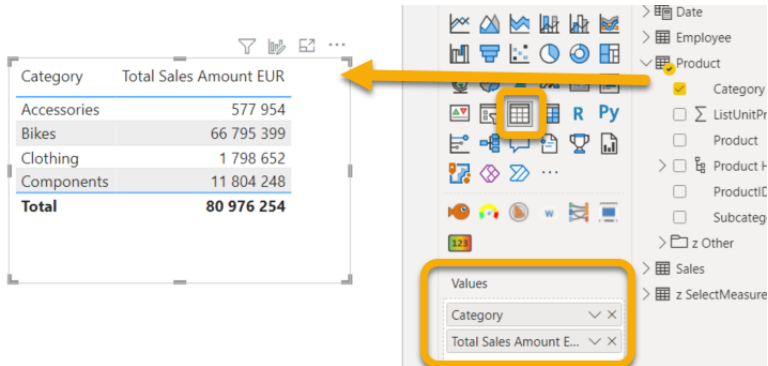 Category Total Sales Amount EUR
Accessories 577 954
Bikes 66 795 399
Clothing 1 798 652
Components 11 804 248
Total 80 976 254
R Py
123
Values
Category
Total Sales Amount E...
Date
Employee
Product
Category
ListUnitPr
Product
Product H
ProductID
Subcateg
z Other
Sales
z SelectMeasure